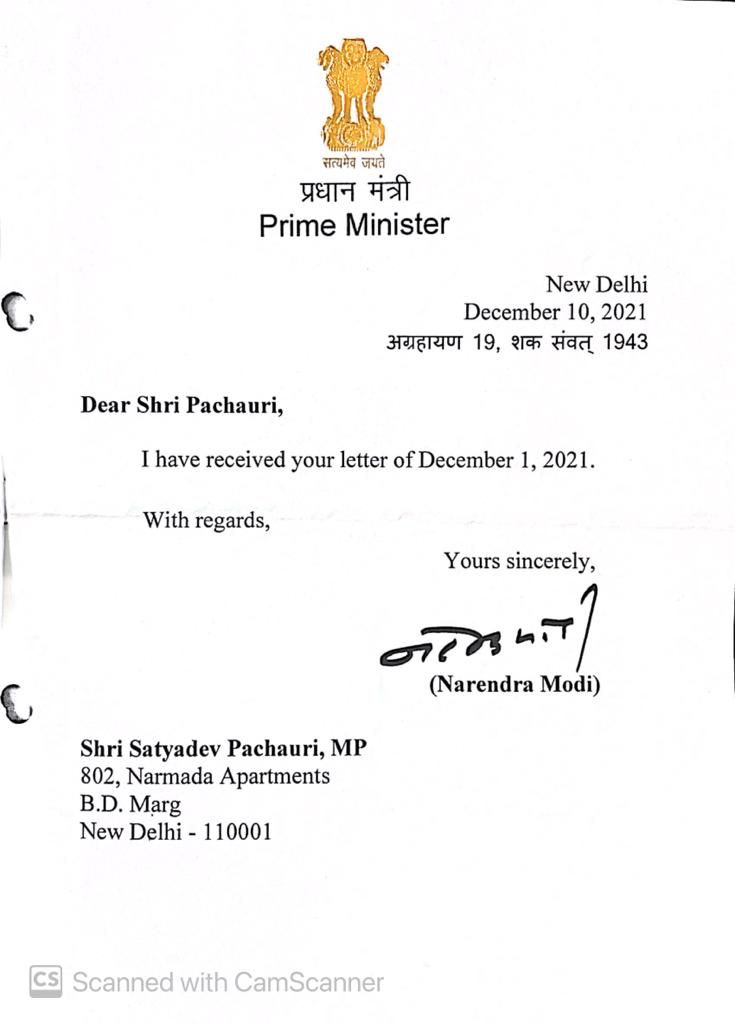 सत्यमेव जयते
प्रधान मंत्री
Prime Minister
New Delhi
December 10, 2021
अग्रहायण 19, शक संवत् 1943
Dear Shri Pachauri,
I have received your letter of December 1, 2021.
With regards,
Yours sincerely,
(Narendra Modi)
Shri Satyadev Pachauri, MP
802, Narmada Apartments
B.D. Marg
New Delhi - 110001
CS Scanned with CamScanner